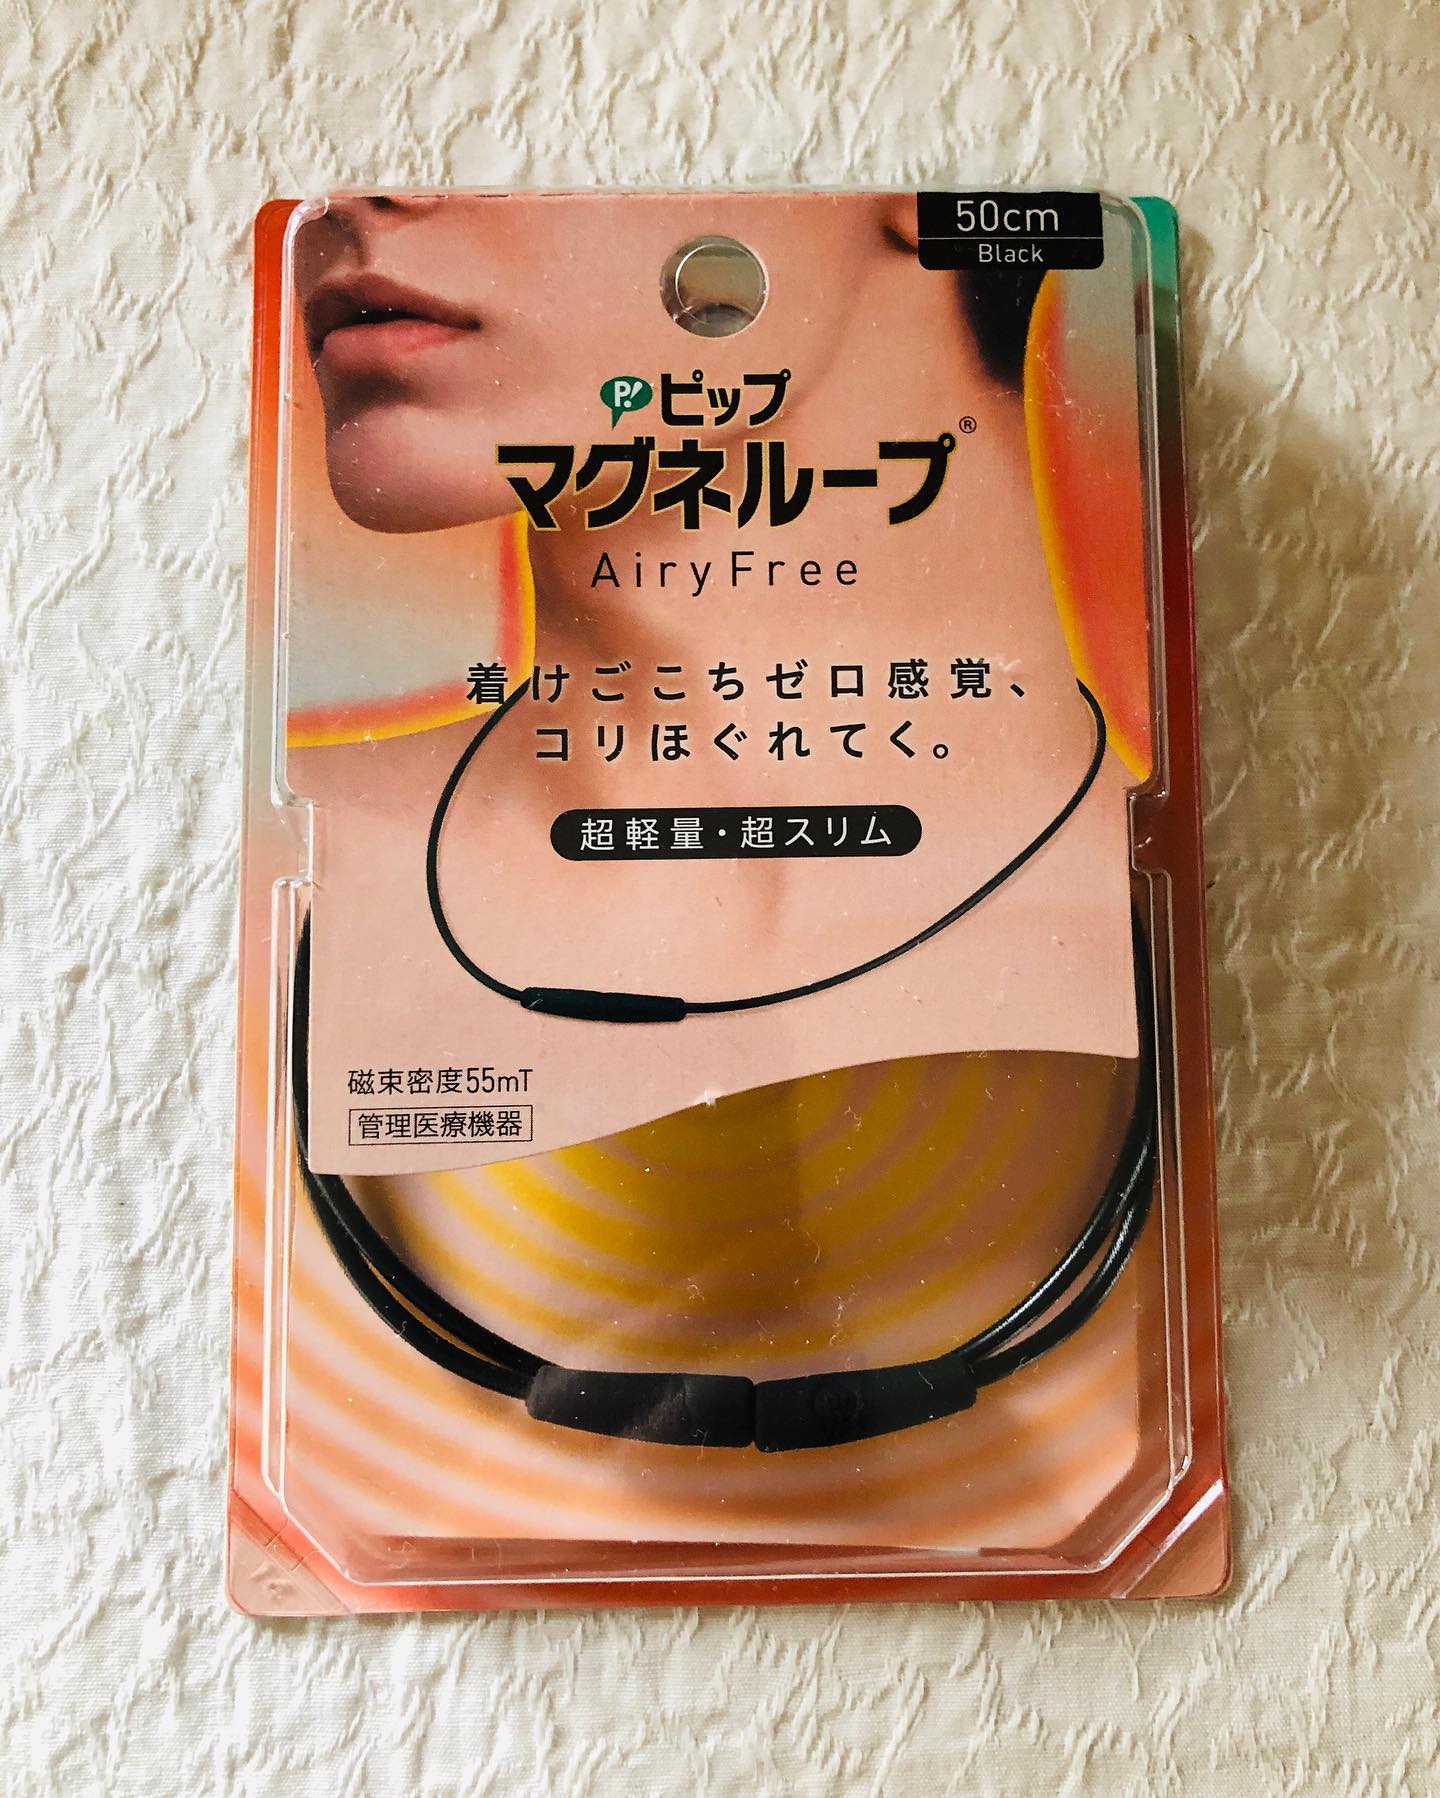 50cm
Black
P! ピップ
マグネループ®
AiryFree
着けごこちゼロ感覚、
コリほぐれてく。
超軽量・超スリム
磁束密度55mT
管理医療機器